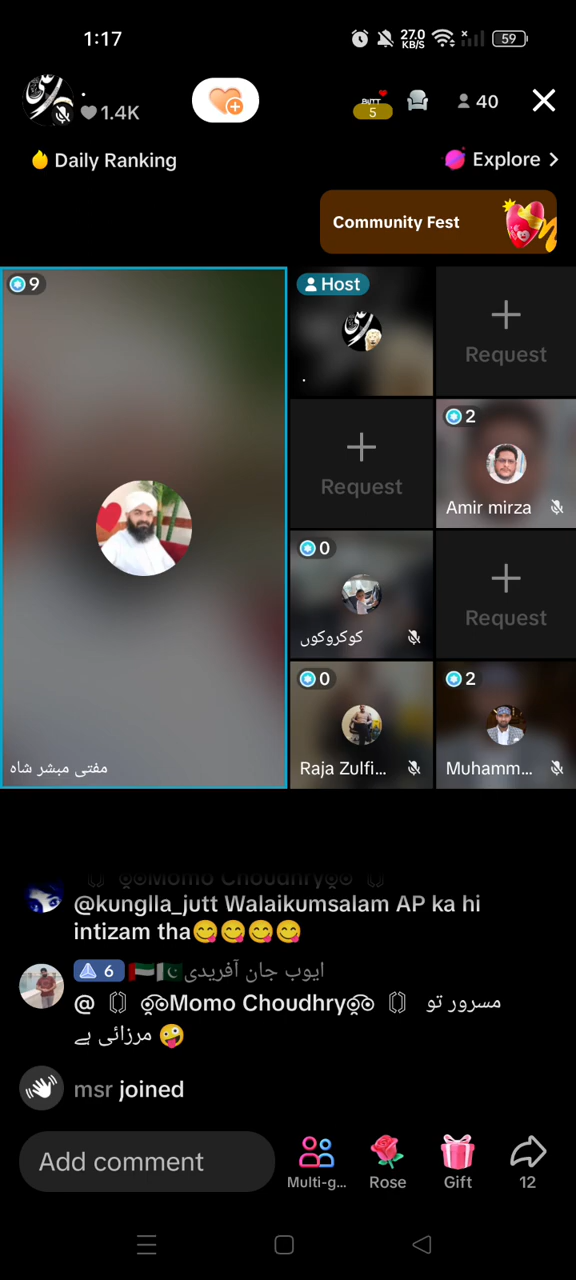 1:17
27.0
KB/S
59
.
1.4K
BUTT
5
40
Daily Ranking
Explore >
Community Fest
9
Host
.
Request
Request
2
Amir mirza
0
کوکروکوں
Request
0
Raja Zulfi...
2
Muhamm...
مفتی مبشر شاہ
Momo Choudhry
@kunglla_jutt Walaikumsalam AP ka hi
intizam tha😋😋😋😋
6 🇦🇪🇵🇰ایوب جان آفریدی
@ Momo Choudhry مسرور تو
مرزائی ہے 🤪
msr joined
Add comment
Multi-g...
Rose
Gift
12